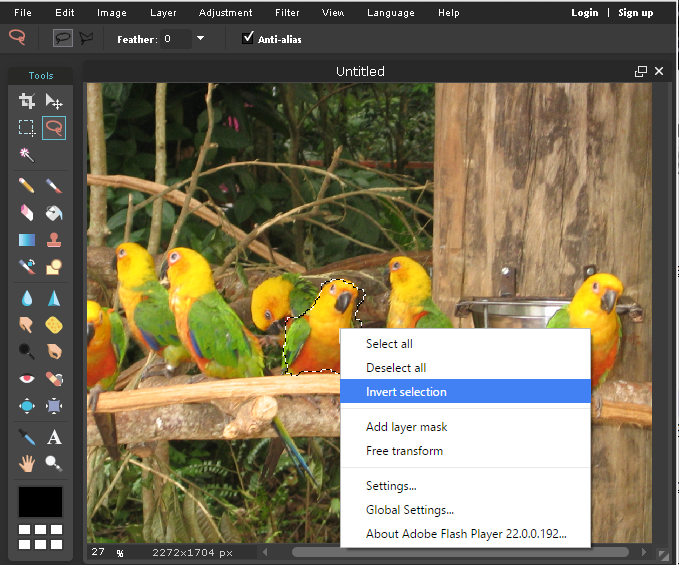 File Edit Image Layer Adjustment Filter View Language Help Login | Sign up
Feather: 0 Anti-alias
Tools
Untitled
A
Select all
Deselect all
Invert selection
Add layer mask
Free transform
Settings...
Global Settings...
About Adobe Flash Player 22.0.0.192...
27 % 2272x1704 px